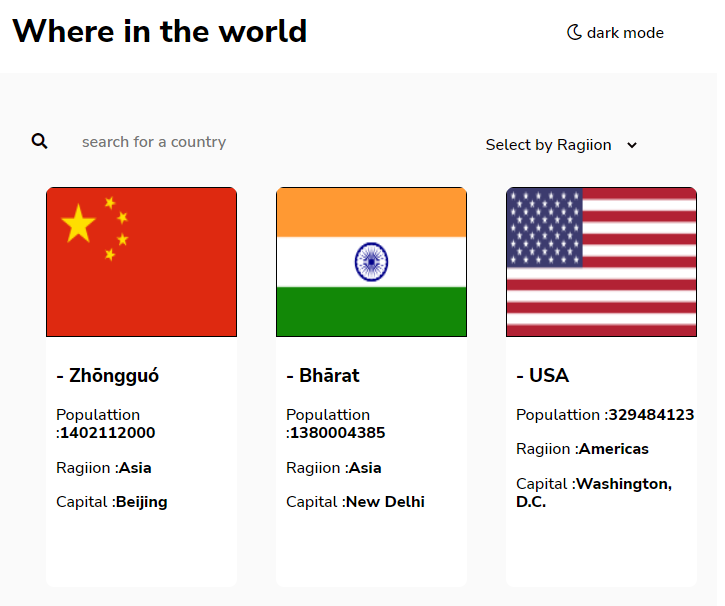 Where in the world
dark mode
search for a country
Select by Ragiion
- Zhōngguó
Populattion
:1402112000
Ragiion :Asia
Capital :Beijing
- Bhārat
Populattion
:1380004385
Ragiion :Asia
Capital :New Delhi
- USA
Populattion :329484123
Ragiion :Americas
Capital :Washington,
D.C.